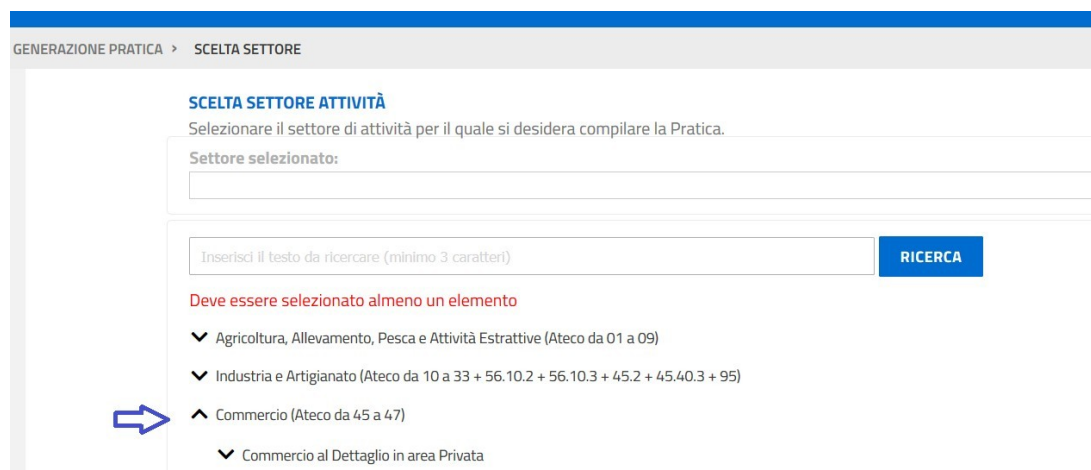 GENERAZIONE PRATICA > SCELTA SETTORE
SCELTA SETTORE ATTIVITÀ
Selezionare il settore di attività per il quale si desidera compilare la Pratica.
Settore selezionato:
Inserisci il testo da ricercare (minimo 3 caratteri)
RICERCA
Deve essere selezionato almeno un elemento
Agricoltura, Allevamento, Pesca e Attività Estrattive (Ateco da 01 a 09)
Industria e Artigianato (Ateco da 10 a 33 + 56.10.2 + 56.10.3 + 45.2 + 45.40.3 + 95)
Commercio (Ateco da 45 a 47)
Commercio al Dettaglio in area Privata